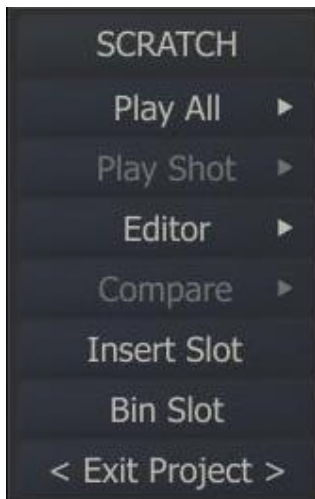 SCRATCH
Play All
Play Shot
Editor
Compare
Insert Slot
Bin Slot
< Exit Project >